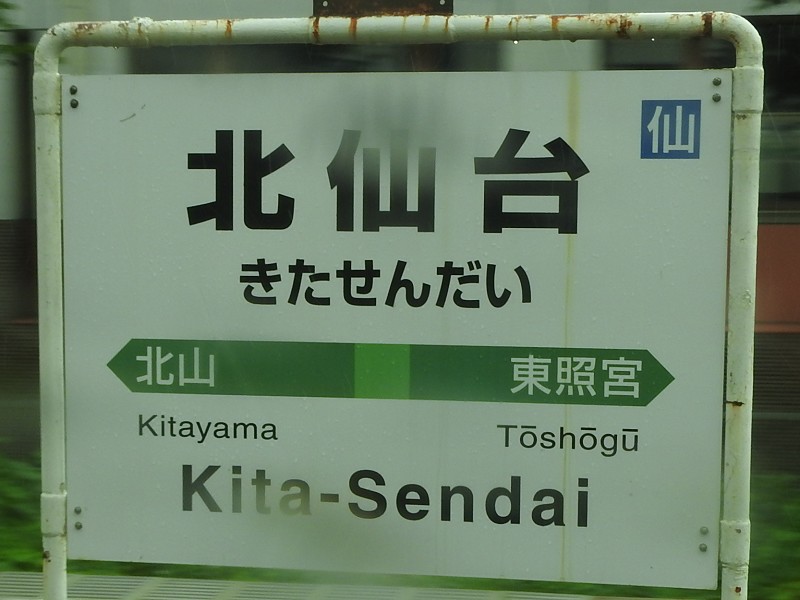 仙
北仙台
きたせんだい
北山 東照宮
Kitayama Tōshōgū
Kita-Sendai